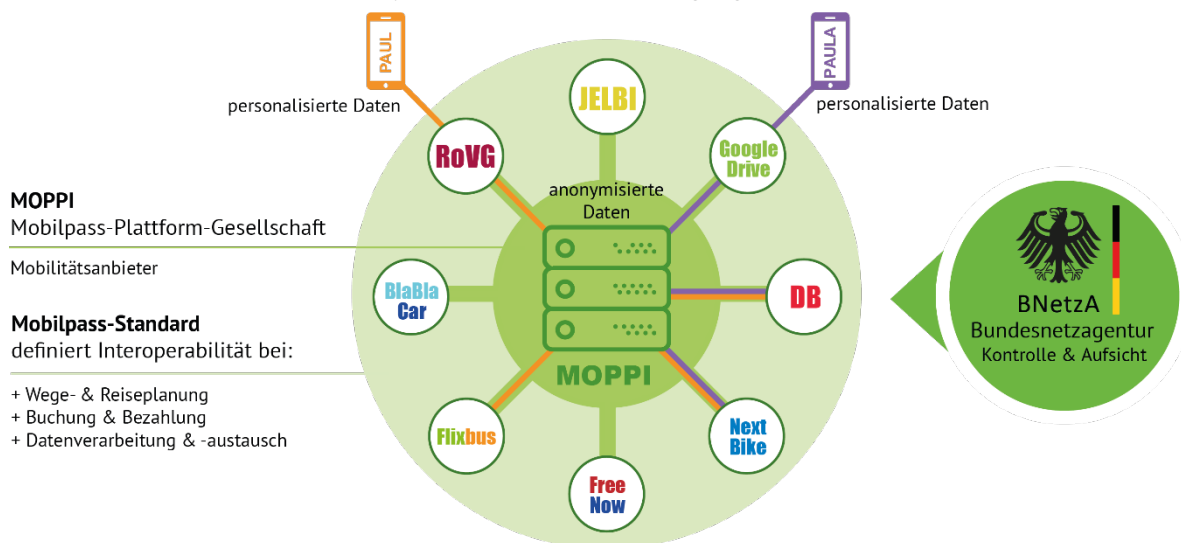 PAUL
PAULA
personalisierte Daten
personalisierte Daten
JELBI
RoVG
Google
Drive
anonymisierte
Daten
MOPPI
Mobilpass-Plattform-Gesellschaft
Mobilitätsanbieter
BlaBla
Car
DB
Mobilpass-Standard
definiert Interoperabilität bei:
+ Wege- & Reiseplanung
+ Buchung & Bezahlung
+ Datenverarbeitung & -austausch
MOPPI
Flixbus
Next
Bike
Free
Now
BNetzA
Bundesnetzagentur
Kontrolle & Aufsicht